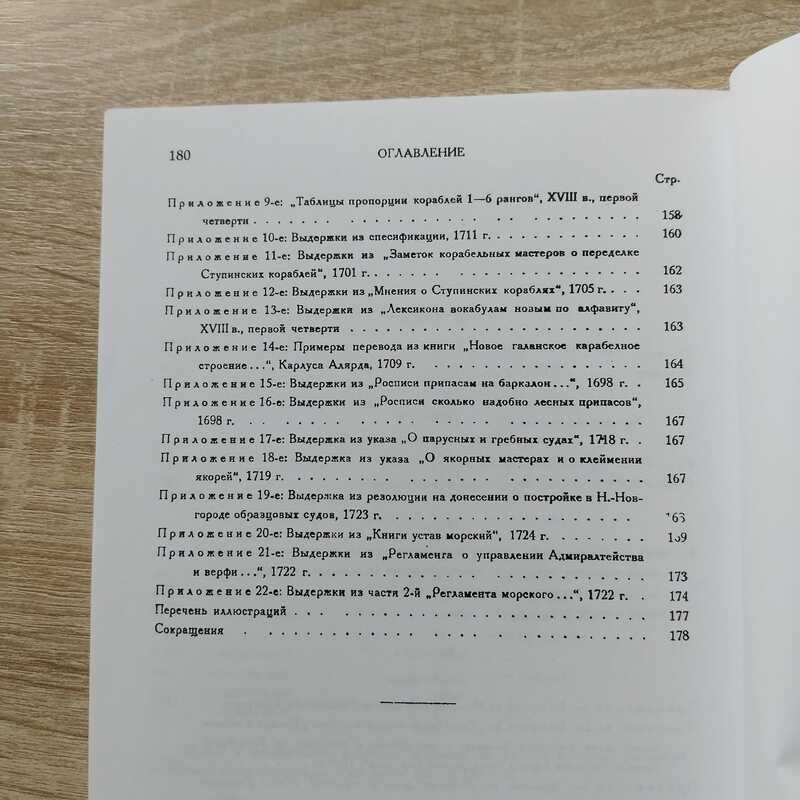 180 ОГЛАВЛЕНИЕ
Стр.
Приложение 9-е: „Таблицы пропорции кораблей 1—6 рангов“, XVIII в., первой
четверти . . . . . . . . . . . . . . . . . . . . . . 158
Приложение 10-е: Выдержки из спесификации, 1711 г. . . . . . . . . . . 160
Приложение 11-е: Выдержки из „Заметок корабельных мастеров о переделке
Ступинских кораблей“, 1701 г. . . . . . . . . . . . . . . . . 162
Приложение 12-е: Выдержки из „Мнения о Ступинских кораблях“, 1705 г. . . . 163
Приложение 13-е: Выдержки из „Лексикона вокабулам новым по алфавиту“,
XVIII в., первой четверти . . . . . . . . . . . . . . . . . . 163
Приложение 14-е: Примеры перевода из книги „Новое галанское карабелное
строение...“, Карлуса Алярда, 1709 г. . . . . . . . . . . . . . 164
Приложение 15-е: Выдержки из „Росписи припасам на баркалон...“, 1698 г. . 165
Приложение 16-е: Выдержки из „Росписи сколько надобно лесных припасов“,
1698 г. . . . . . . . . . . . . . . . . . . . . . . . 167
Приложение 17-е: Выдержка из указа „О парусных и гребных судах“, 1718 г. . 167
Приложение 18-е: Выдержка из указа „О якорных мастерах и о клеймении
якорей“, 1719 г. . . . . . . . . . . . . . . . . . . . . 167
Приложение 19-е: Выдержка из резолюции на донесении о постройке в Н.-Нов-
городе образцовых судов, 1723 г. . . . . . . . . . . . . . . .
Приложение 20-е: Выдержки из „Книги устав морский“, 1724 г. . . . . . . 169
Приложение 21-е: Выдержки из „Регламента о управлении Адмиралтейства
и верфи...“, 1722 г. . . . . . . . . . . . . . . . . . . . 173
Приложение 22-е: Выдержки из части 2-й „Регламента морского...“, 1722 г. . 174
Перечень иллюстраций . . . . . . . . . . . . . . . . . . . . 177
Сокращения . . . . . . . . . . . . . . . . . . . . . . . . 178